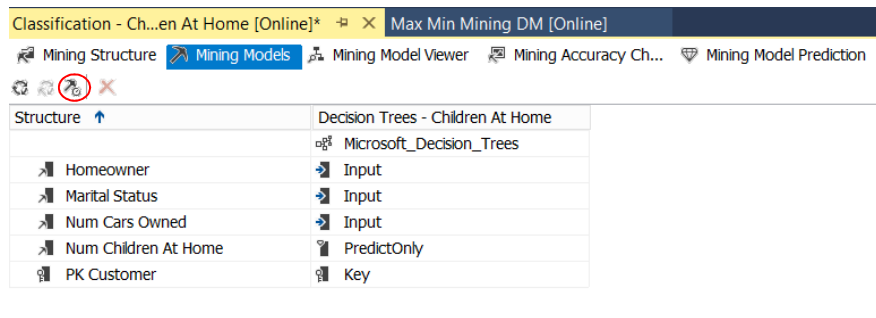 Classification - Ch...en At Home [Online]* Max Min Mining DM [Online]
Mining Structure Mining Models Mining Model Viewer Mining Accuracy Ch... Mining Model Prediction
Structure Decision Trees - Children At Home
Microsoft_Decision_Trees
Homeowner Input
Marital Status Input
Num Cars Owned Input
Num Children At Home PredictOnly
PK Customer Key